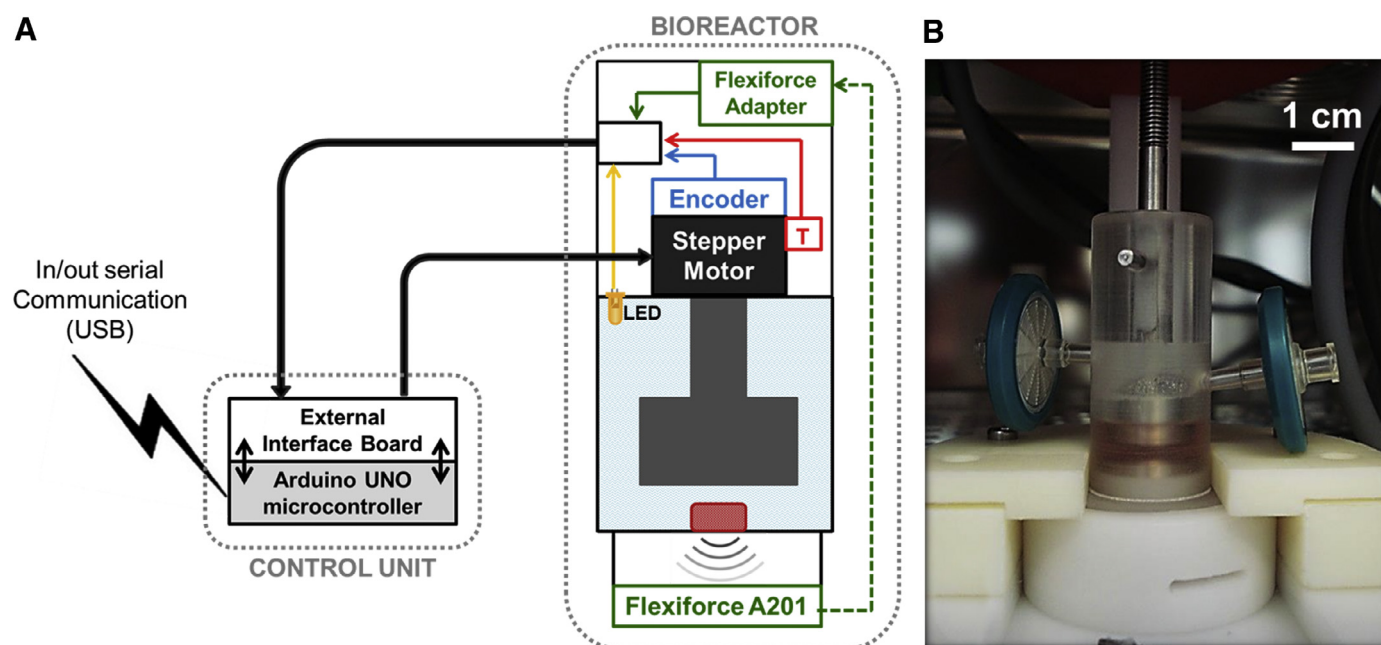 A
BIOREACTOR
Flexiforce
Adapter
Encoder
T
Stepper
Motor
LED
In/out serial
Communication
(USB)
External
Interface Board
Arduino UNO
microcontroller
CONTROL UNIT
Flexiforce A201
B
1 cm